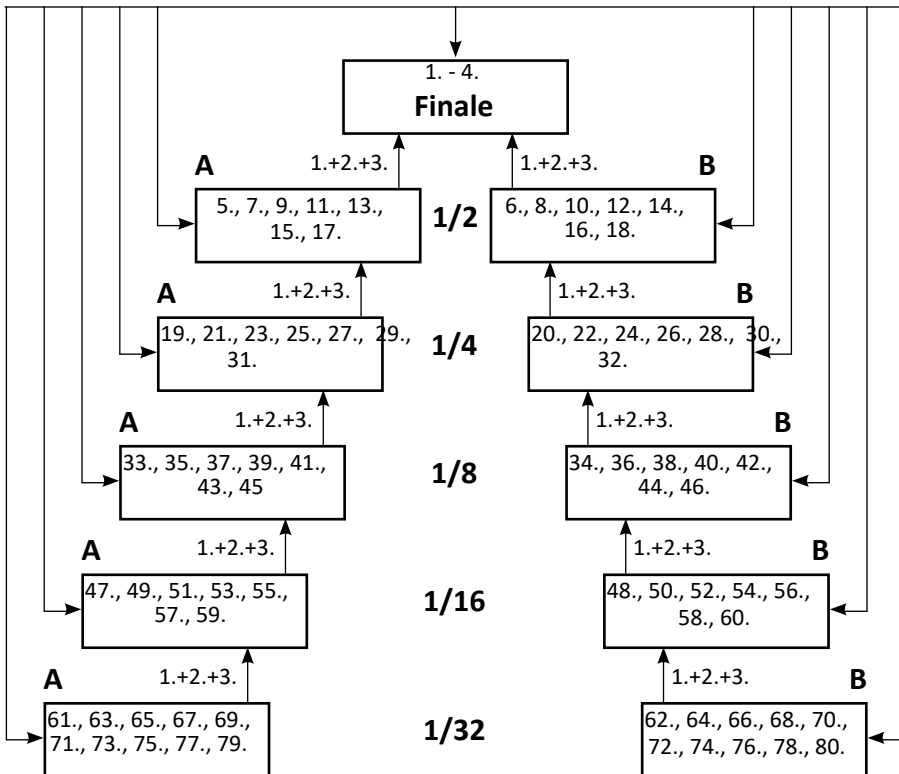 1. - 4.
Finale
A 1.+2.+3. 1.+2.+3. B
5., 7., 9., 11., 13., 1/2 6., 8., 10., 12., 14.,
15., 17. 16., 18.
A 1.+2.+3. 1.+2.+3. B
19., 21., 23., 25., 27., 29., 1/4 20., 22., 24., 26., 28., 30.,
31. 32.
A 1.+2.+3. 1.+2.+3. B
33., 35., 37., 39., 41., 1/8 34., 36., 38., 40., 42.,
43., 45 44., 46.
A 1.+2.+3. 1.+2.+3. B
47., 49., 51., 53., 55., 1/16 48., 50., 52., 54., 56.,
57., 59. 58., 60.
A 1.+2.+3. 1.+2.+3. B
61., 63., 65., 67., 69., 1/32 62., 64., 66., 68., 70.,
71., 73., 75., 77., 79. 72., 74., 76., 78., 80.